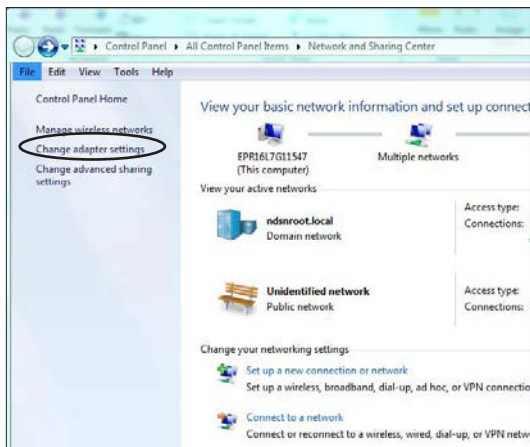 Control Panel ▸ All Control Panel Items ▸ Network and Sharing Center
File Edit View Tools Help
Control Panel Home
Manage wireless networks
Change adapter settings
Change advanced sharing
settings
View your basic network information and set up connect
EPR16L7G11547
(This computer)
Multiple networks
View your active networks
ndsnroot.local
Domain network
Access type:
Connections:
Unidentified network
Public network
Access type:
Connections:
Change your networking settings
Set up a new connection or network
Set up a wireless, broadband, dial-up, ad hoc, or VPN connectio
Connect to a network
Connect or reconnect to a wireless, wired, dial-up, or VPN netw